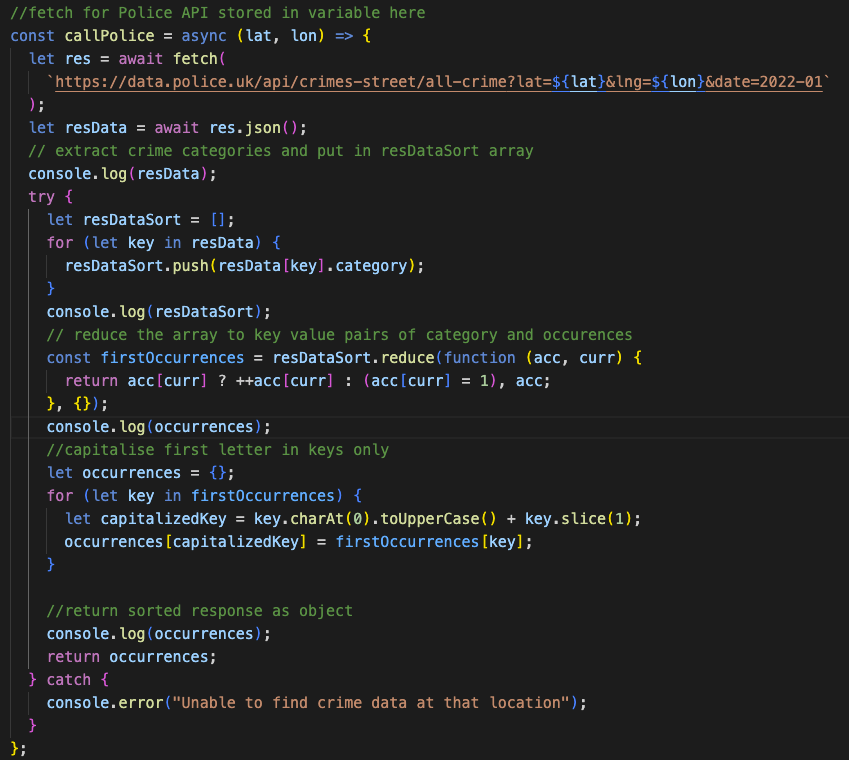 //fetch for Police API stored in variable here
const callPolice = async (lat, lon) => {
  let res = await fetch(
    `https://data.police.uk/api/crimes-street/all-crime?lat=${lat}&lng=${lon}&date=2022-01`
  );
  let resData = await res.json();
  // extract crime categories and put in resDataSort array
  console.log(resData);
  try {
    let resDataSort = [];
    for (let key in resData) {
      resDataSort.push(resData[key].category);
    }
    console.log(resDataSort);
    // reduce the array to key value pairs of category and occurences
    const firstOccurrences = resDataSort.reduce(function (acc, curr) {
      return acc[curr] ? ++acc[curr] : (acc[curr] = 1), acc;
    }, {});
    console.log(occurrences);
    //capitalise first letter in keys only
    let occurrences = {};
    for (let key in firstOccurrences) {
      let capitalizedKey = key.charAt(0).toUpperCase() + key.slice(1);
      occurrences[capitalizedKey] = firstOccurrences[key];
    }

    //return sorted response as object
    console.log(occurrences);
    return occurrences;
  } catch {
    console.error("Unable to find crime data at that location");
  }
};